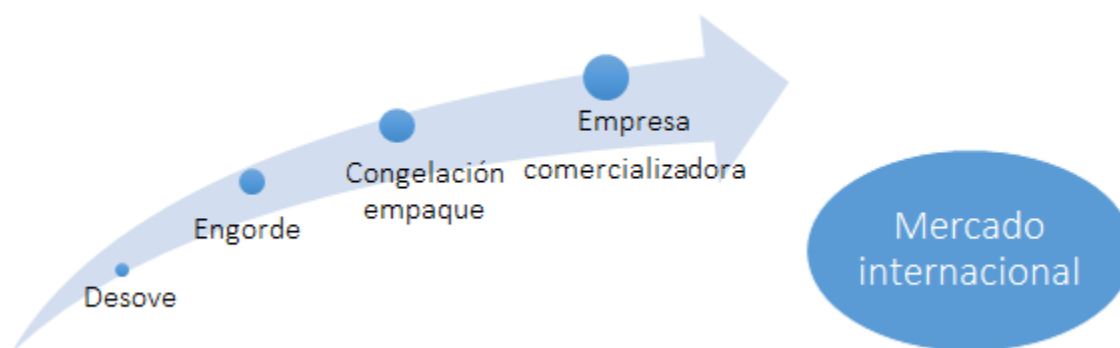 Desove
Engorde
Congelación
empaque
Empresa
comercializadora
Mercado
internacional